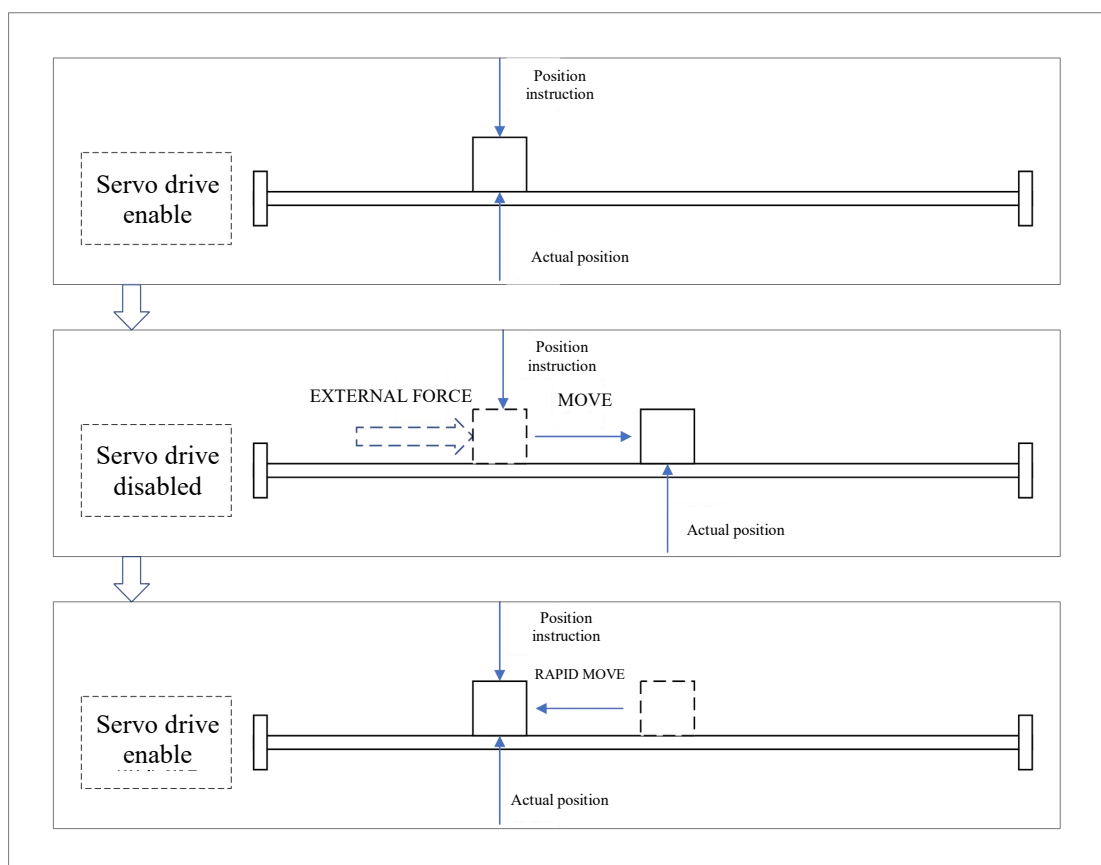 Position
instruction
Servo drive
enable
Actual position
Position
instruction
EXTERNAL FORCE
MOVE
Servo drive
disabled
Actual position
Position
instruction
RAPID MOVE
Servo drive
enable
Actual position